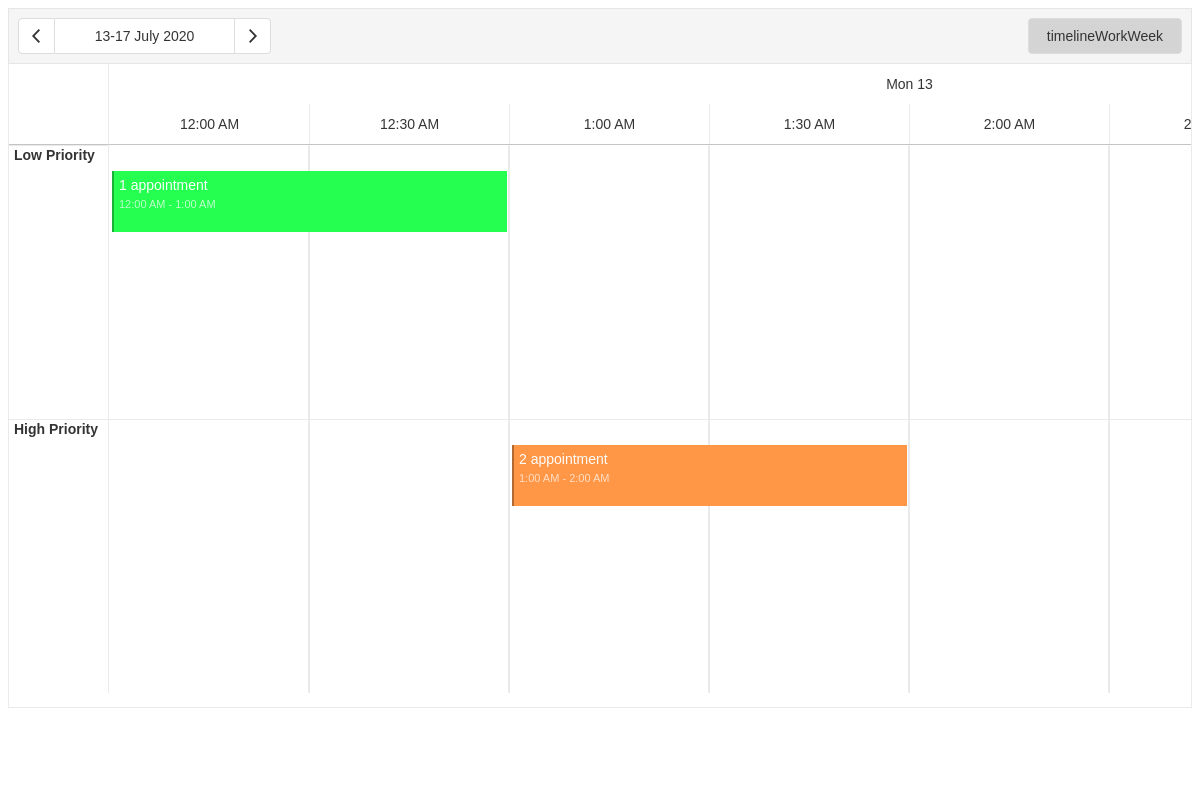 13-17 July 2020
timelineWorkWeek
Mon 13
12:00 AM
12:30 AM
1:00 AM
1:30 AM
2:00 AM
2
Low Priority
1 appointment
12:00 AM - 1:00 AM
High Priority
2 appointment
1:00 AM - 2:00 AM